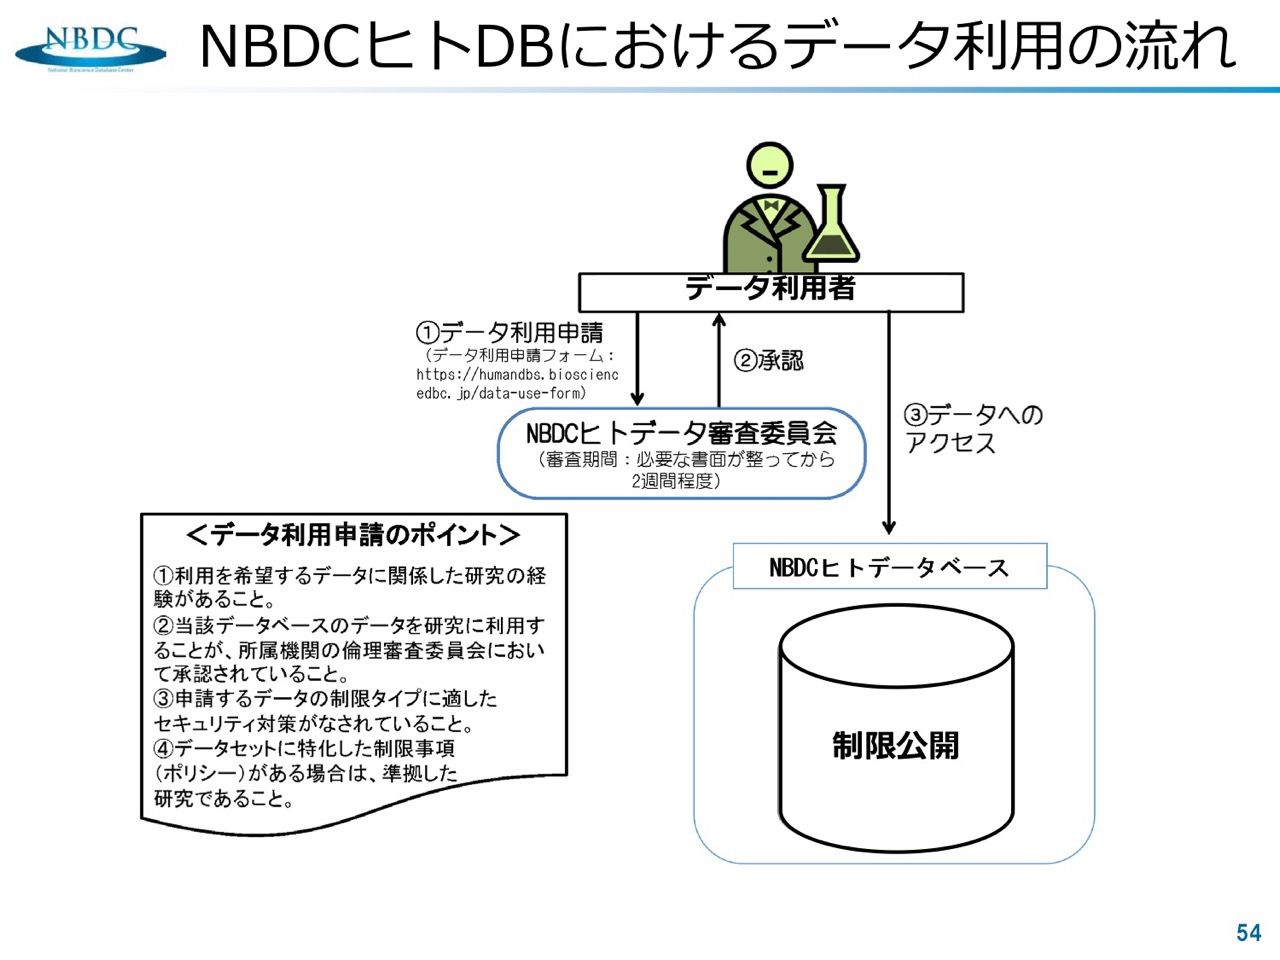 NBDC
National Bioscience Database Center
NBDCヒトDBにおけるデータ利用の流れ
データ利用者
①データ利用申請
（データ利用申請フォーム：
https://humandbs.bioscienc
edbc.jp/data-use-form）
②承認
③データへの
アクセス
NBDCヒトデータ審査委員会
（審査期間：必要な書面が整ってから
2週間程度）
＜データ利用申請のポイント＞
①利用を希望するデータに関係した研究の経
験があること。
②当該データベースのデータを研究に利用す
ることが、所属機関の倫理審査委員会におい
て承認されていること。
③申請するデータの制限タイプに適した
セキュリティ対策がなされていること。
④データセットに特化した制限事項
（ポリシー）がある場合は、準拠した
研究であること。
NBDCヒトデータベース
制限公開
54